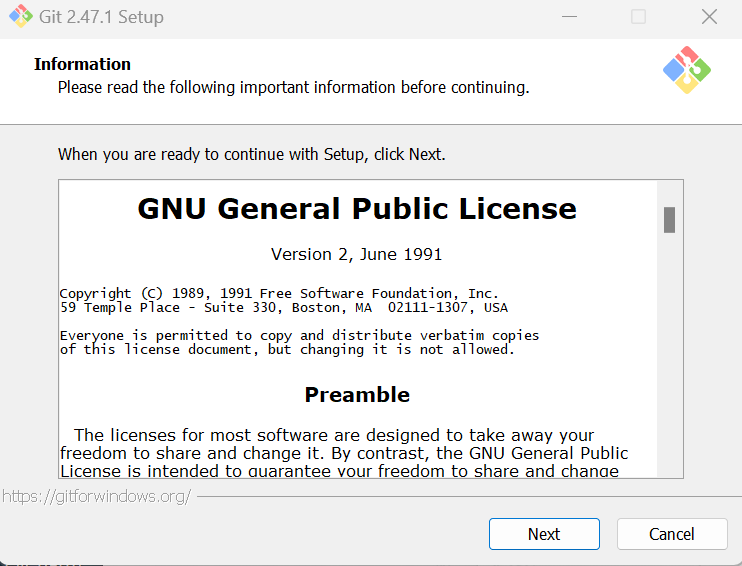 Git 2.47.1 Setup
Information
Please read the following important information before continuing.
When you are ready to continue with Setup, click Next.
GNU General Public License
Version 2, June 1991
Copyright (C) 1989, 1991 Free Software Foundation, Inc.
59 Temple Place - Suite 330, Boston, MA  02111-1307, USA
Everyone is permitted to copy and distribute verbatim copies
of this license document, but changing it is not allowed.
Preamble
The licenses for most software are designed to take away your
freedom to share and change it. By contrast, the GNU General Public
License is intended to guarantee your freedom to share and change
https://gitforwindows.org/
Next
Cancel